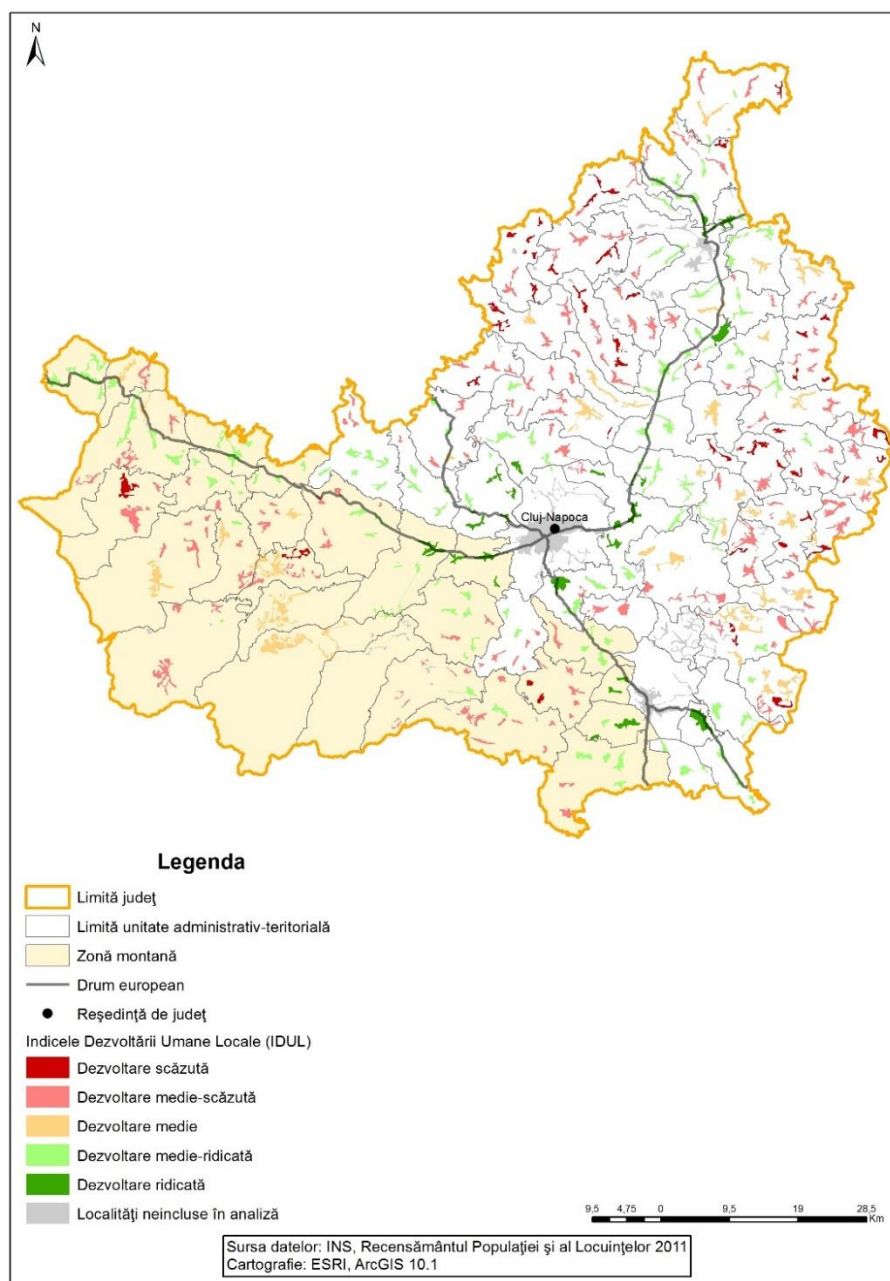 N
Cluj-Napoca
Legenda
Limită judeţ
Limită unitate administrativ-teritorială
Zonă montană
Drum european
Reşedinţă de judeţ
Indicele Dezvoltării Umane Locale (IDUL)
Dezvoltare scăzută
Dezvoltare medie-scăzută
Dezvoltare medie
Dezvoltare medie-ridicată
Dezvoltare ridicată
Localităţi neincluse în analiză
9,5 4,75 0 9,5 19 28,5
Km
Sursa datelor: INS, Recensământul Populaţiei şi al Locuinţelor 2011
Cartografie: ESRI, ArcGIS 10.1